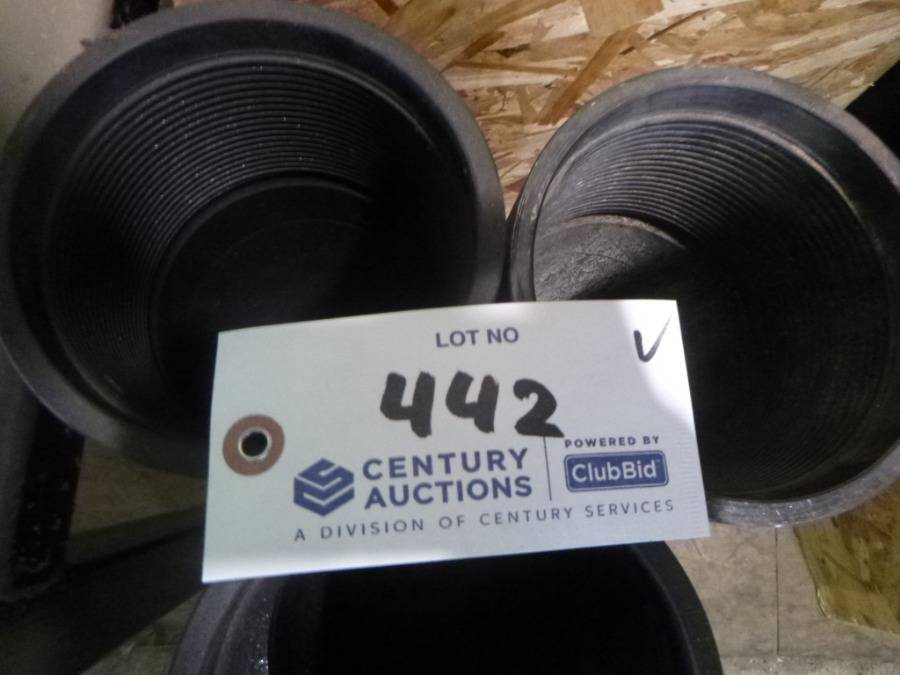 LOT NO
442
CENTURY
AUCTIONS
POWERED BY
ClubBid
A DIVISION OF CENTURY SERVICES